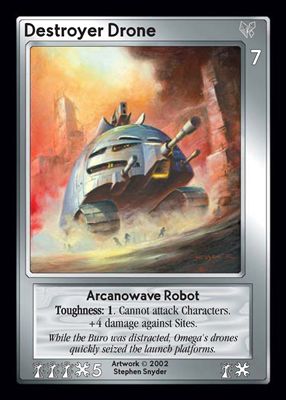 Destroyer Drone
7
Arcanowave Robot
Toughness: 1. Cannot attack Characters.
+4 damage against Sites.
While the Buro was distracted, Omega's drones
quickly seized the launch platforms.
5
Artwork © 2002
Stephen Snyder